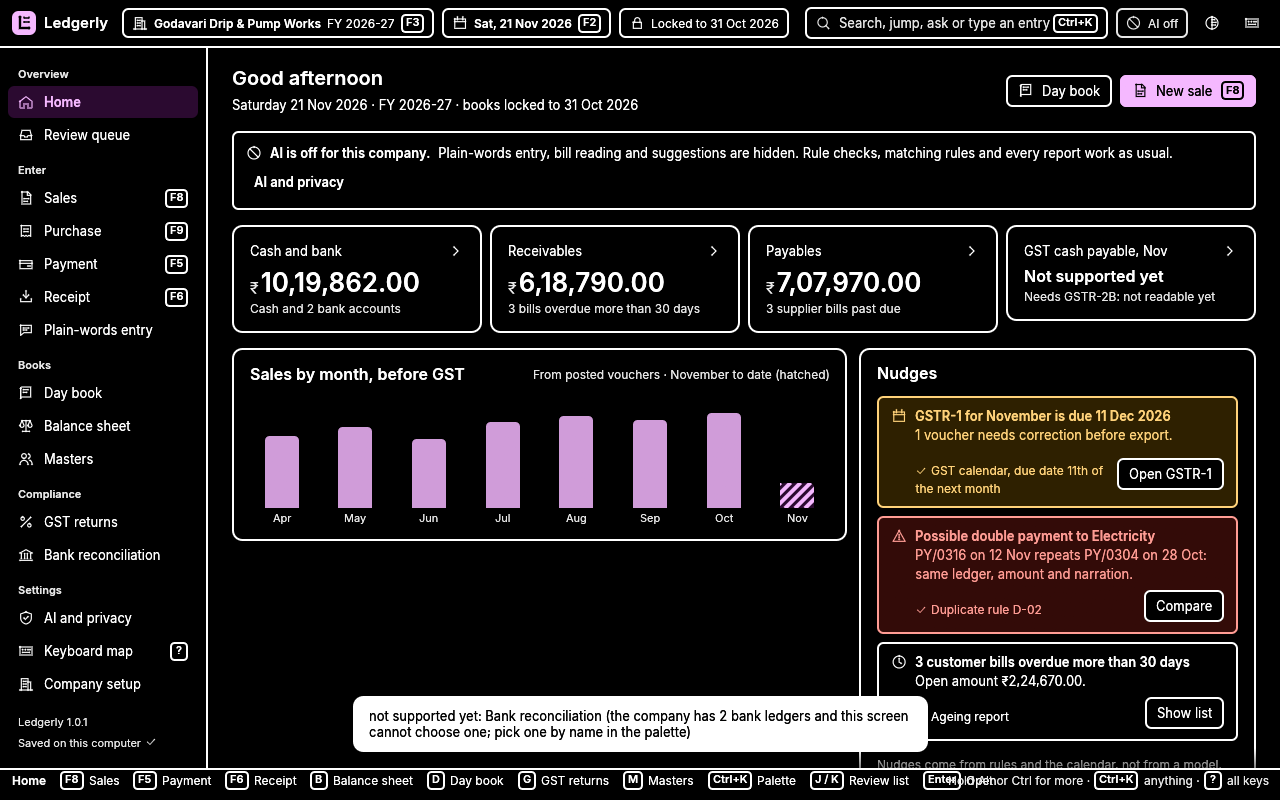 Ledgerly
Godavari Drip & Pump Works FY 2026-27 F3
Sat, 21 Nov 2026 F2
Locked to 31 Oct 2026
Search, jump, ask or type an entry Ctrl+K
AI off
Overview
Home
Review queue
Enter
Sales F8
Purchase F9
Payment F5
Receipt F6
Plain-words entry
Books
Day book
Balance sheet
Masters
Compliance
GST returns
Bank reconciliation
Settings
AI and privacy
Keyboard map ?
Company setup
Ledgerly 1.0.1
Saved on this computer
Good afternoon
Saturday 21 Nov 2026 · FY 2026-27 · books locked to 31 Oct 2026
Day book
New sale F8
AI is off for this company. Plain-words entry, bill reading and suggestions are hidden. Rule checks, matching rules and every report work as usual.
AI and privacy
Cash and bank
₹10,19,862.00
Cash and 2 bank accounts
Receivables
₹6,18,790.00
3 bills overdue more than 30 days
Payables
₹7,07,970.00
3 supplier bills past due
GST cash payable, Nov
Not supported yet
Needs GSTR-2B: not readable yet
Sales by month, before GST
From posted vouchers · November to date (hatched)
Apr May Jun Jul Aug Sep Oct Nov
Nudges
GSTR-1 for November is due 11 Dec 2026
1 voucher needs correction before export.
GST calendar, due date 11th of
the next month
Open GSTR-1
Possible double payment to Electricity
PY/0316 on 12 Nov repeats PY/0304 on 28 Oct:
same ledger, amount and narration.
Duplicate rule D-02
Compare
3 customer bills overdue more than 30 days
Open amount ₹2,24,670.00.
Ageing report
Show list
Nudges come from rules and the calendar, not from a model.
not supported yet: Bank reconciliation (the company has 2 bank ledgers and this screen
cannot choose one; pick one by name in the palette)
Home F8 Sales F5 Payment F6 Receipt B Balance sheet D Day book G GST returns M Masters Ctrl+K Palette J / K Review list Enter or Ctrl for more · Ctrl+K anything · ? all keys